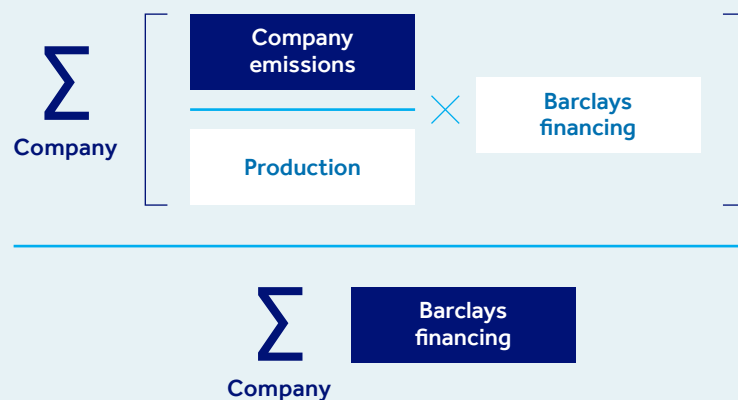 Company
emissions
∑
Company
Barclays
financing
Production
∑
Company
Barclays
financing